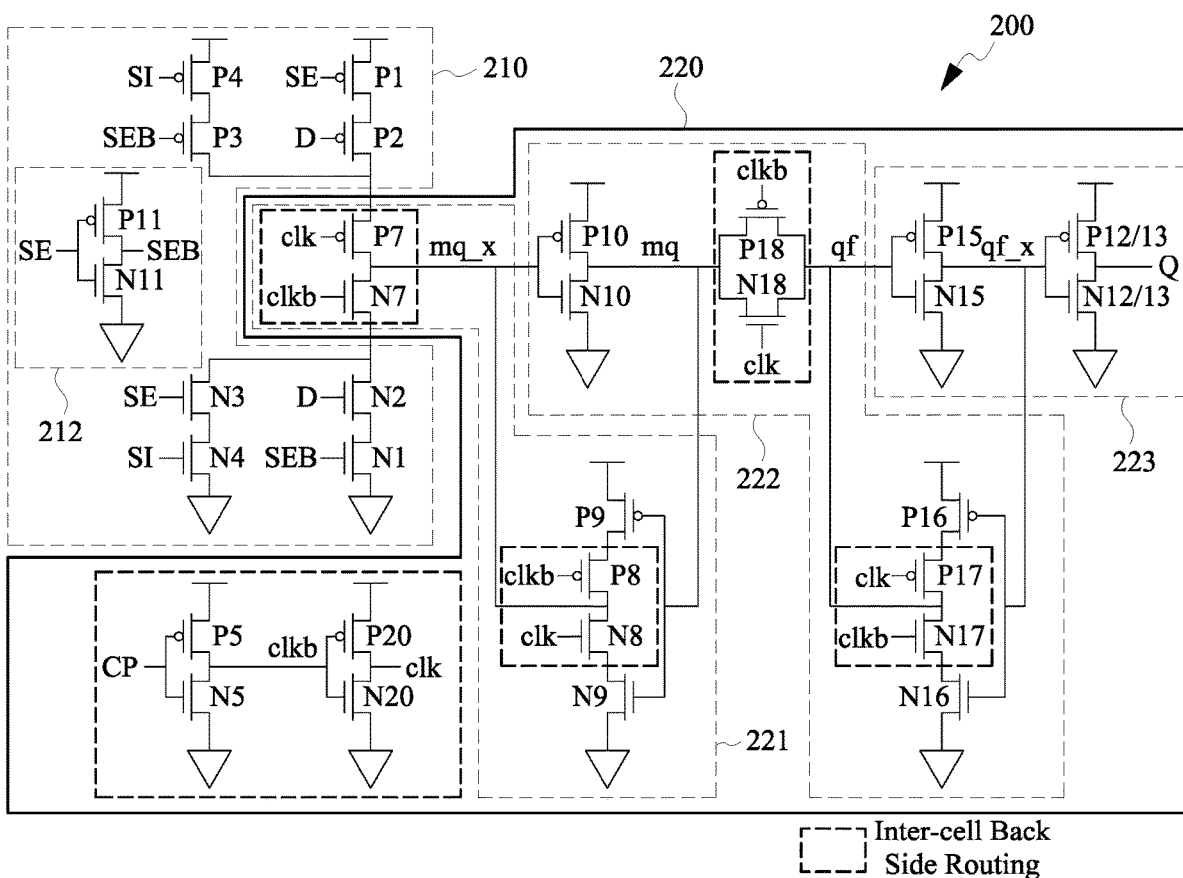 200
SI
P4
SE
P1
210
SEB
P3
D
P2
220
clkb
P11
SE
SEB
N11
clk
P7
mq_x
clkb
N7
P10
mq
N10
P18
N18
clk
qf
P15
qf_x
N15
P12/13
Q
N12/13
212
SE
N3
D
N2
SI
N4
SEB
N1
222
223
P9
P16
clkb
P8
clk
P17
clk
N8
clkb
N17
N9
N16
CP
P5
clkb
P20
clk
N5
N20
221
Inter-cell Back
Side Routing